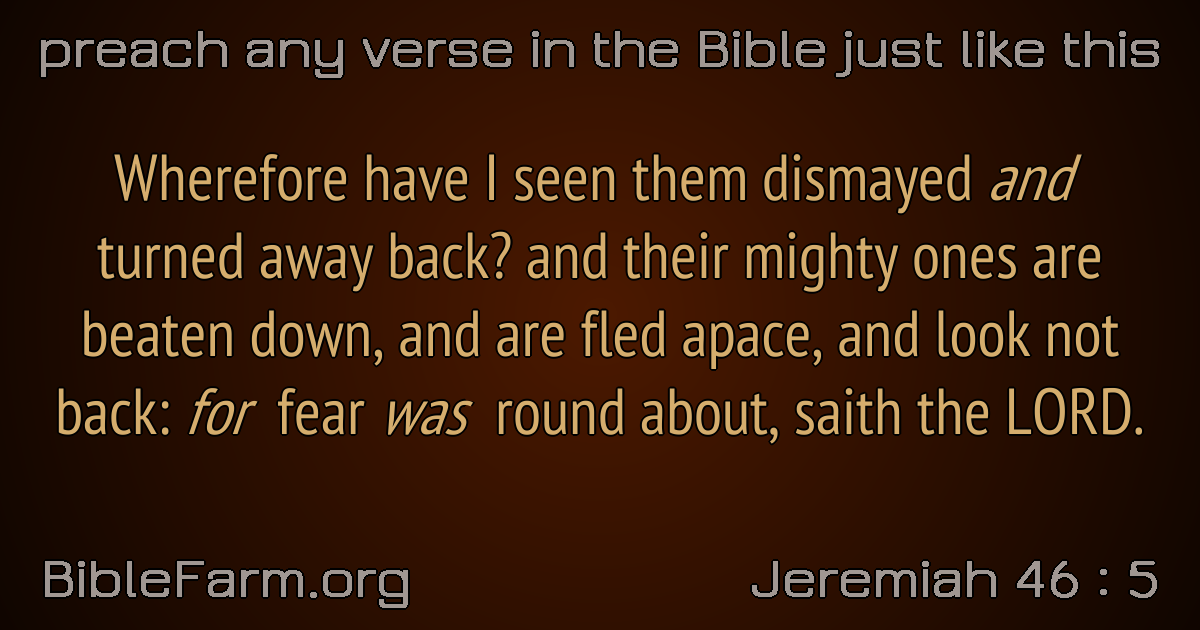 preach any verse in the Bible just like this
Wherefore have I seen them dismayed and
turned away back? and their mighty ones are
beaten down, and are fled apace, and look not
back: for fear was round about, saith the LORD.
BibleFarm.org
Jeremiah 46 : 5